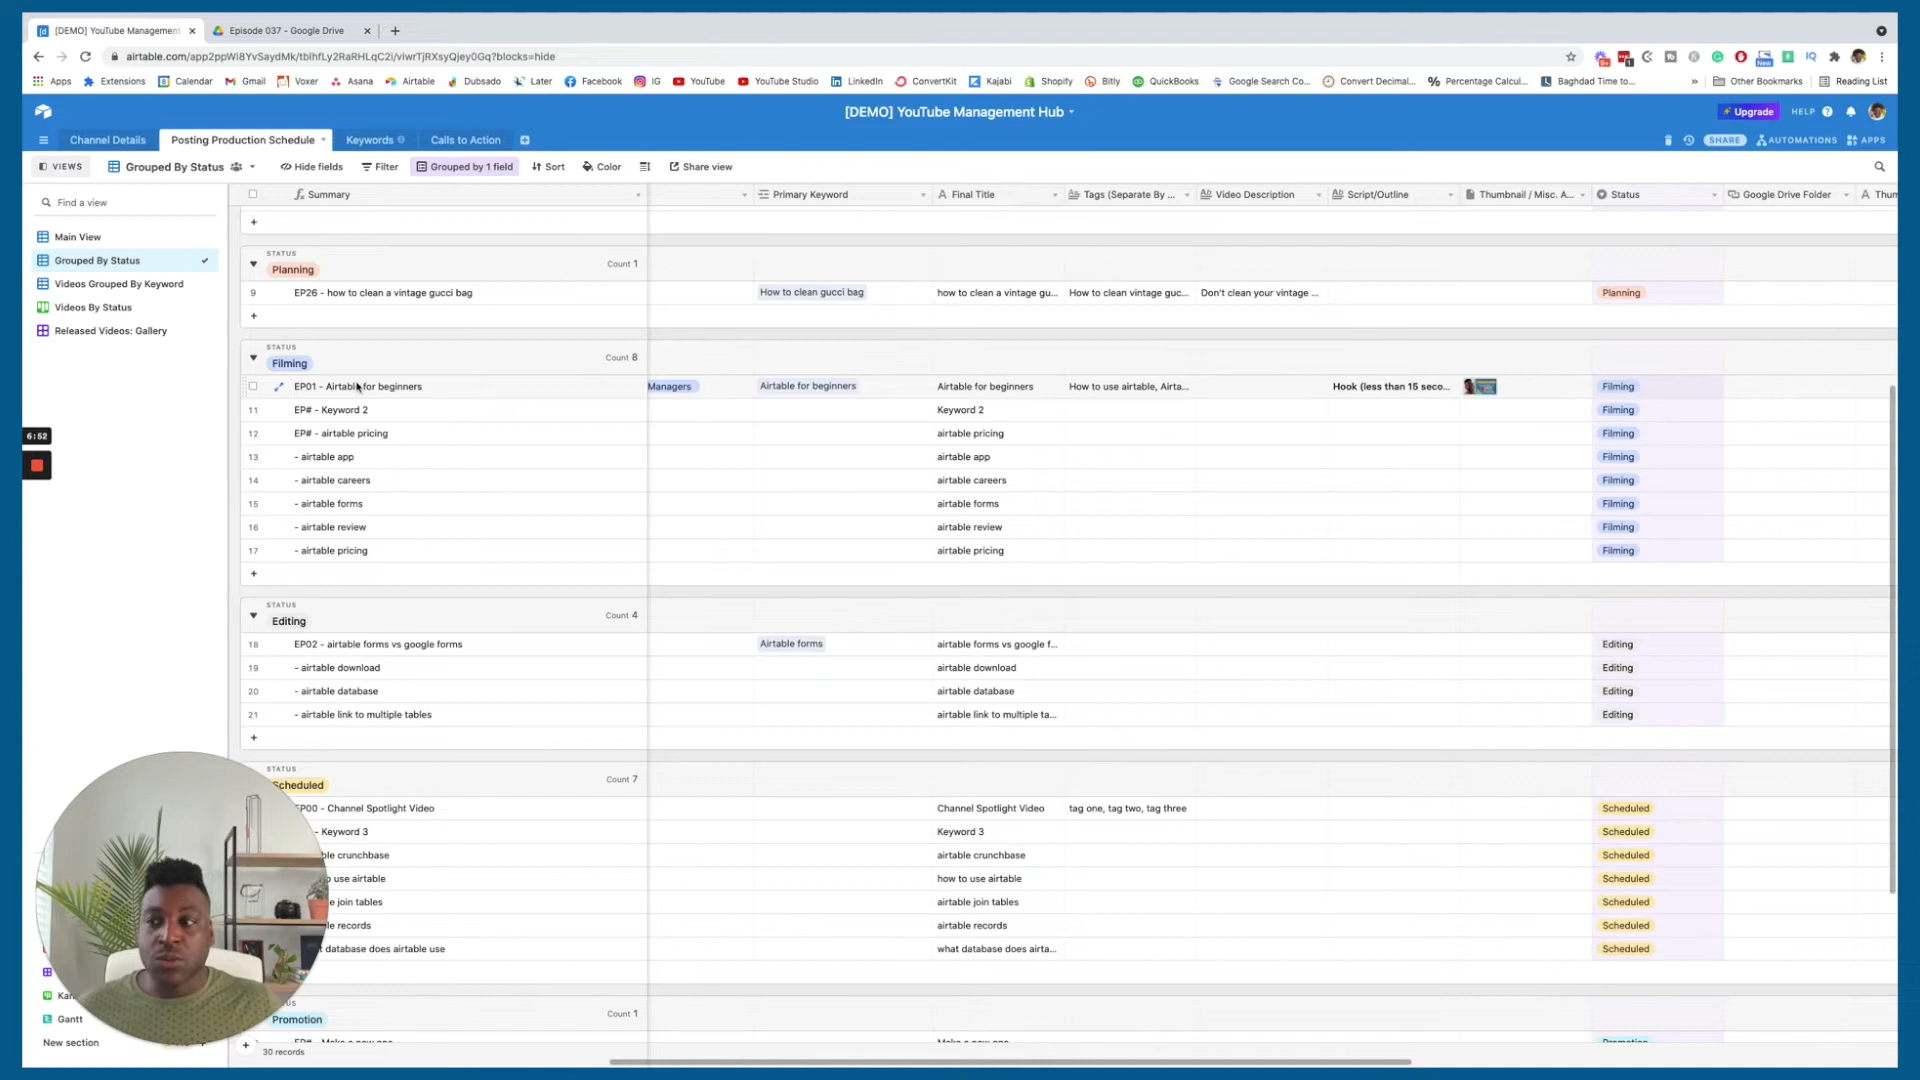 [DEMO] YouTube Management
Episode 037 - Google Drive
airtable.com/app2ppWi8YvSaydMk/tblhfLy2RaRHLqC2i/viwrTjRXsyQjey0Gq?blocks=hide
Apps Extensions Calendar Gmail Voxer Asana Airtable Dubsado Later Facebook IG YouTube YouTube Studio LinkedIn ConvertKit Kajabi Shopify Bitly QuickBooks Google Search Co... Convert Decimal... Percentage Calcul... Baghdad Time to... » Other Bookmarks Reading List
[DEMO] YouTube Management Hub
Upgrade HELP
Channel Details Posting Production Schedule Keywords Calls to Action
SHARE AUTOMATIONS APPS
VIEWS Grouped By Status Hide fields Filter Grouped by 1 field Sort Color Share view
Find a view
Main View
Grouped By Status
Videos Grouped By Keyword
Videos By Status
Released Videos: Gallery
Gantt
New section
6:52
Summary Primary Keyword Final Title Tags (Separate By ... Video Description Script/Outline Thumbnail / Misc. A... Status Google Drive Folder Thum
STATUS
Planning Count 1
9 EP26 - how to clean a vintage gucci bag How to clean gucci bag how to clean a vintage gu... How to clean vintage guc... Don't clean your vintage ... Planning
STATUS
Filming Count 8
EP01 - Airtable for beginners Managers Airtable for beginners Airtable for beginners How to use airtable, Airta... Hook (less than 15 seco... Filming
11 EP# - Keyword 2 Keyword 2 Filming
12 EP# - airtable pricing airtable pricing Filming
13 - airtable app airtable app Filming
14 - airtable careers airtable careers Filming
15 - airtable forms airtable forms Filming
16 - airtable review airtable review Filming
17 - airtable pricing airtable pricing Filming
STATUS
Editing Count 4
18 EP02 - airtable forms vs google forms Airtable forms airtable forms vs google f... Editing
19 - airtable download airtable download Editing
20 - airtable database airtable database Editing
21 - airtable link to multiple tables airtable link to multiple ta... Editing
STATUS
Scheduled Count 7
EP00 - Channel Spotlight Video Channel Spotlight Video tag one, tag two, tag three Scheduled
- Keyword 3 Keyword 3 Scheduled
ble crunchbase airtable crunchbase Scheduled
o use airtable how to use airtable Scheduled
e join tables airtable join tables Scheduled
le records airtable records Scheduled
database does airtable use what database does airta... Scheduled
Promotion Count 1
30 records